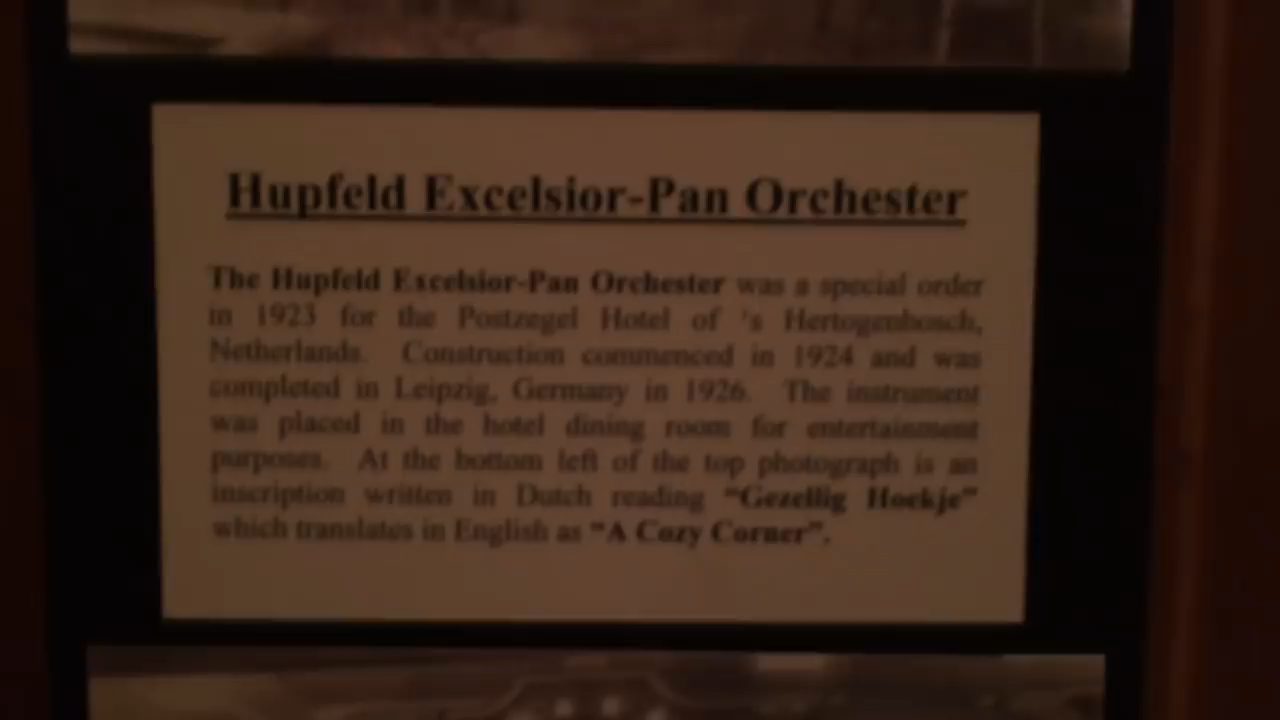 Hupfeld Excelsior-Pan Orchester
The Hupfeld Excelsior-Pan Orchester was a special order
in 1923 for the Postzegel Hotel of 's Hertogenbosch,
Netherlands. Construction commenced in 1924 and was
completed in Leipzig, Germany in 1926. The instrument
was placed in the hotel dining room for entertainment
purposes. At the bottom left of the top photograph is an
inscription written in Dutch reading "Gezellig Hoekje"
which translates in English as "A Cozy Corner".